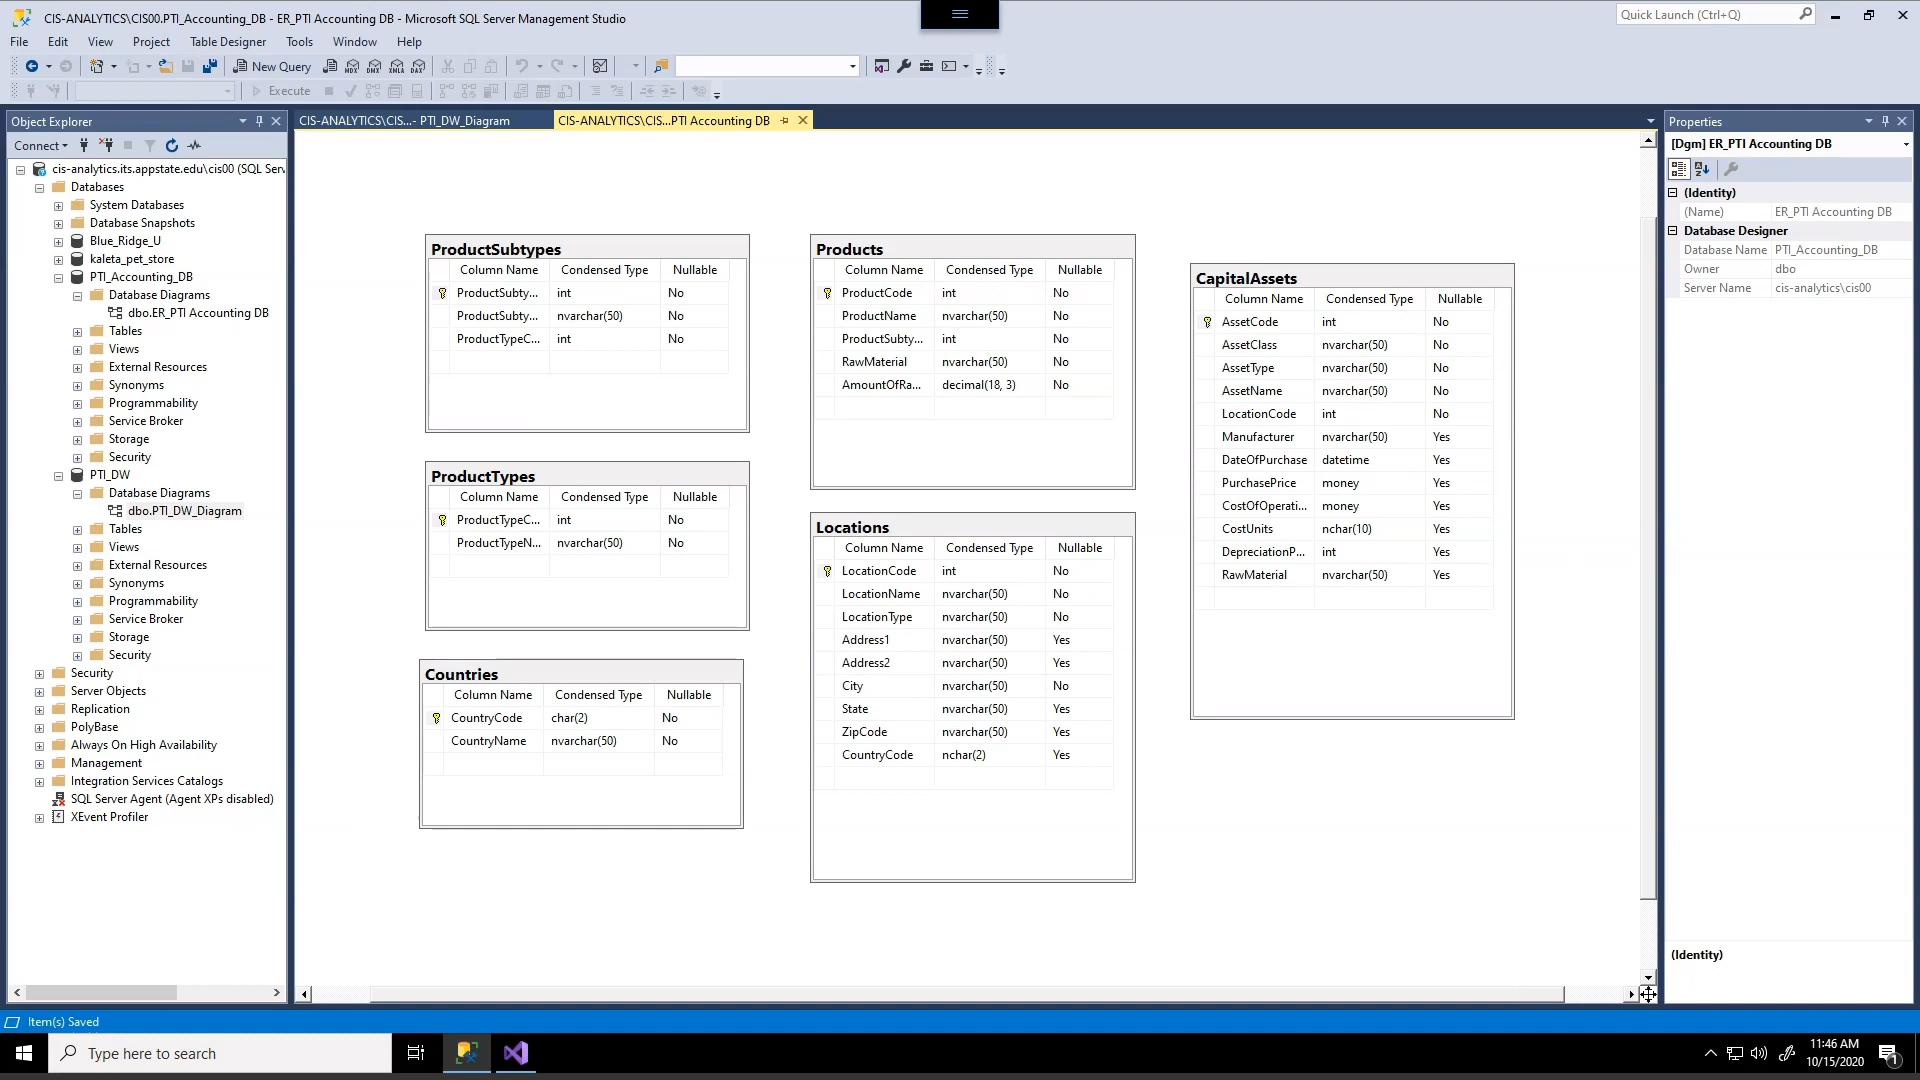 CIS-ANALYTICS\CIS00.PTI_Accounting_DB - ER_PTI Accounting DB - Microsoft SQL Server Management Studio
Quick Launch (Ctrl+Q)
File Edit View Project Table Designer Tools Window Help
New Query
MDX DMX XMLA DAX
Execute
Object Explorer
Connect
cis-analytics.its.appstate.edu\cis00 (SQL Serv
Databases
System Databases
Database Snapshots
Blue_Ridge_U
kaleta_pet_store
PTI_Accounting_DB
Database Diagrams
dbo.ER_PTI Accounting DB
Tables
Views
External Resources
Synonyms
Programmability
Service Broker
Storage
Security
PTI_DW
Database Diagrams
dbo.PTI_DW_Diagram
Tables
Views
External Resources
Synonyms
Programmability
Service Broker
Storage
Security
Security
Server Objects
Replication
PolyBase
Always On High Availability
Management
Integration Services Catalogs
SQL Server Agent (Agent XPs disabled)
XEvent Profiler
CIS-ANALYTICS\CIS...- PTI_DW_Diagram
CIS-ANALYTICS\CIS...PTI Accounting DB
ProductSubtypes
Column Name Condensed Type Nullable
ProductSubty... int No
ProductSubty... nvarchar(50) No
ProductTypeC... int No
ProductTypes
Column Name Condensed Type Nullable
ProductTypeC... int No
ProductTypeN... nvarchar(50) No
Countries
Column Name Condensed Type Nullable
CountryCode char(2) No
CountryName nvarchar(50) No
Products
Column Name Condensed Type Nullable
ProductCode int No
ProductName nvarchar(50) No
ProductSubty... int No
RawMaterial nvarchar(50) No
AmountOfRa... decimal(18, 3) No
Locations
Column Name Condensed Type Nullable
LocationCode int No
LocationName nvarchar(50) No
LocationType nvarchar(50) No
Address1 nvarchar(50) Yes
Address2 nvarchar(50) Yes
City nvarchar(50) No
State nvarchar(50) Yes
ZipCode nvarchar(50) Yes
CountryCode nchar(2) Yes
CapitalAssets
Column Name Condensed Type Nullable
AssetCode int No
AssetClass nvarchar(50) No
AssetType nvarchar(50) No
AssetName nvarchar(50) No
LocationCode int No
Manufacturer nvarchar(50) Yes
DateOfPurchase datetime Yes
PurchasePrice money Yes
CostOfOperati... money Yes
CostUnits nchar(10) Yes
DepreciationP... int Yes
RawMaterial nvarchar(50) Yes
Properties
[Dgm] ER_PTI Accounting DB
(Identity)
(Name) ER_PTI Accounting DB
Database Designer
Database Name PTI_Accounting_DB
Owner dbo
Server Name cis-analytics\cis00
(Identity)
Item(s) Saved
Type here to search
11:46 AM
10/15/2020
1